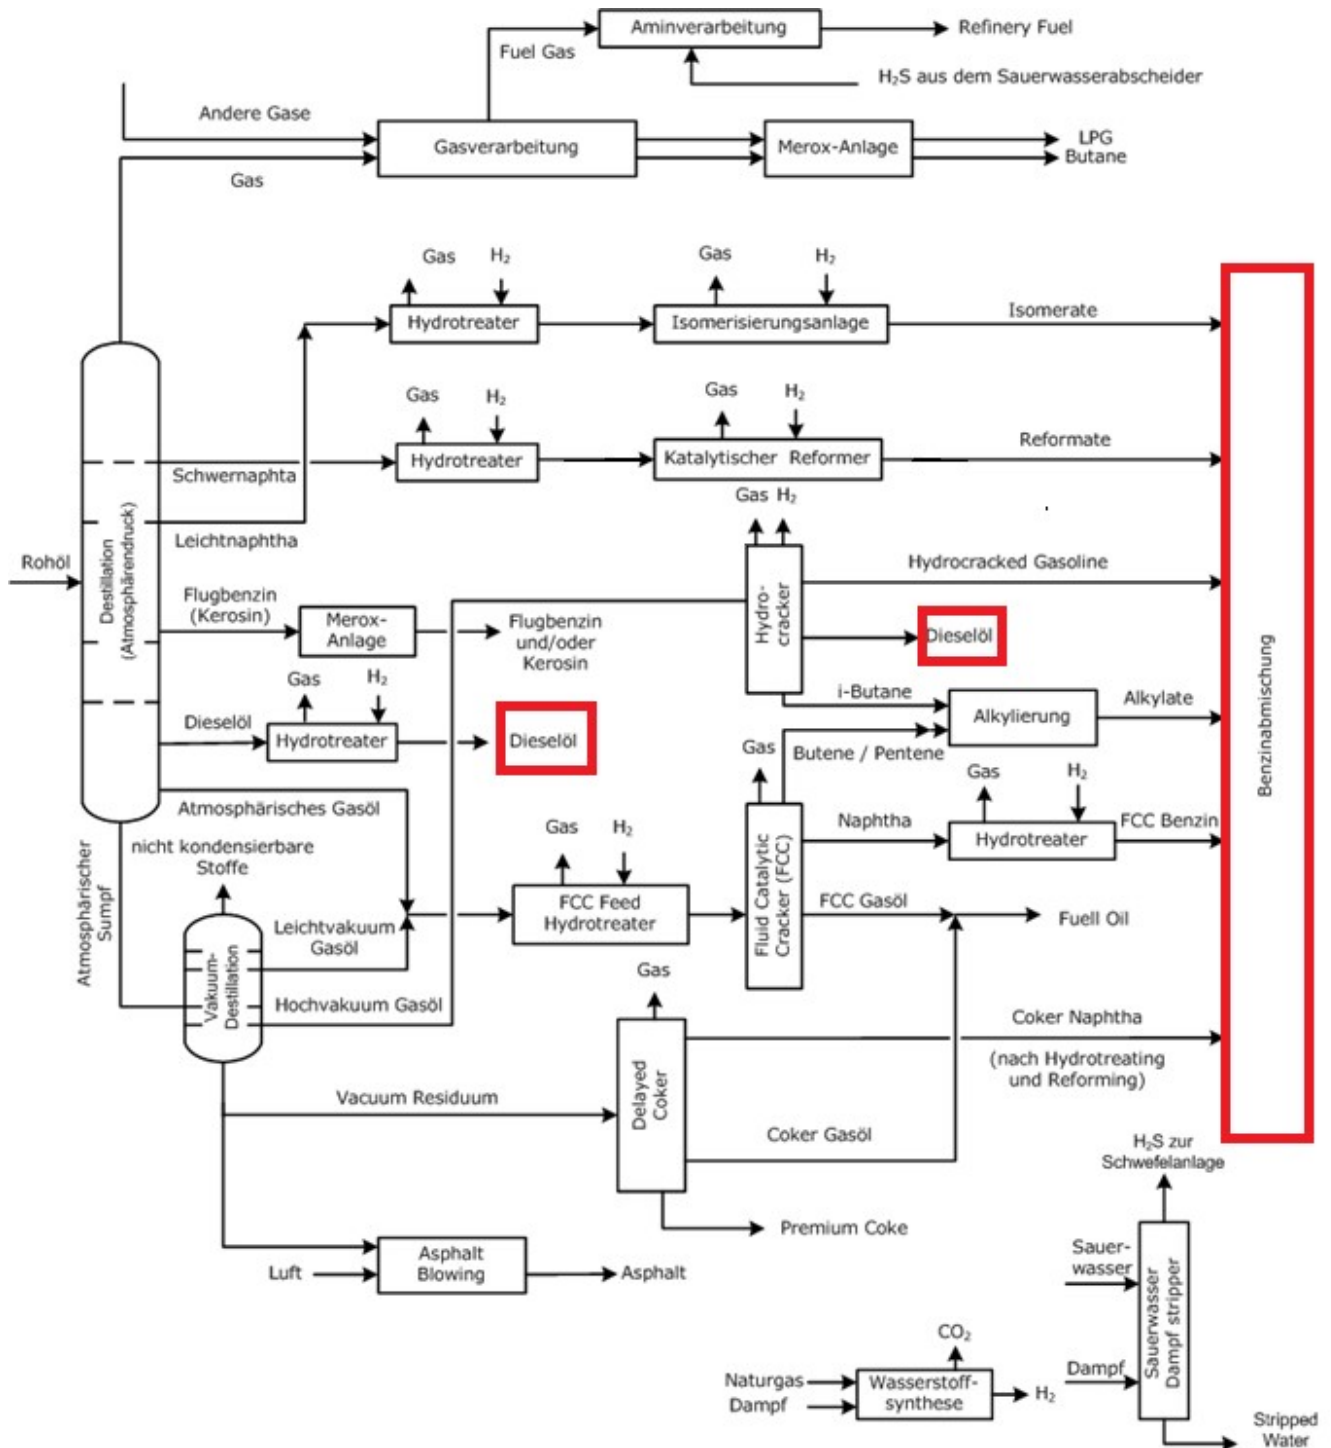 Aminverarbeitung
Refinery Fuel
Fuel Gas
H₂S aus dem Sauerwasserabscheider
Andere Gase
Gasverarbeitung
Merox-Anlage
LPG
Butane
Gas
Gas
H₂
Gas
H₂
Hydrotreater
Isomerisierungsanlage
Isomerate
Gas
H₂
Gas
H₂
Schwernaphta
Hydrotreater
Katalytischer Reformer
Reformate
Gas H₂
Leichtnaphtha
Rohöl
Destillation
(Atmosphärendruck)
Flugbenzin
(Kerosin)
Merox-
Anlage
Flugbenzin
und/oder
Kerosin
Hydro-
cracker
Hydrocracked Gasoline
Dieselöl
Gas
H₂
Dieselöl
Hydrotreater
Dieselöl
i-Butane
Alkylierung
Alkylate
Butene / Pentene
Gas
Benzinabmischung
Atmosphärisches Gasöl
Atmosphärischer
Sumpf
nicht kondensierbare
Stoffe
Gas
H₂
FCC Feed
Hydrotreater
Fluid Catalytic
Cracker (FCC)
Naphtha
Gas
H₂
Hydrotreater
FCC Benzin
FCC Gasöl
Fuell Oil
Leichtvakuum
Gasöl
Vakuum-
Destillation
Hochvakuum Gasöl
Gas
Delayed
Coker
Coker Naphtha
(nach Hydrotreating
und Reforming)
Vacuum Residuum
Coker Gasöl
Premium Coke
Luft
Asphalt
Blowing
Asphalt
H₂S zur
Schwefelanlage
Sauer-
wasser
Sauerwasser
Dampf stripper
Dampf
Stripped
Water
CO₂
Naturgas
Dampf
Wasserstoff-
synthese
H₂